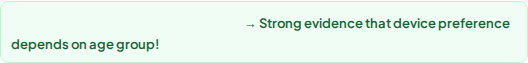 → Strong evidence that device preference
depends on age group!